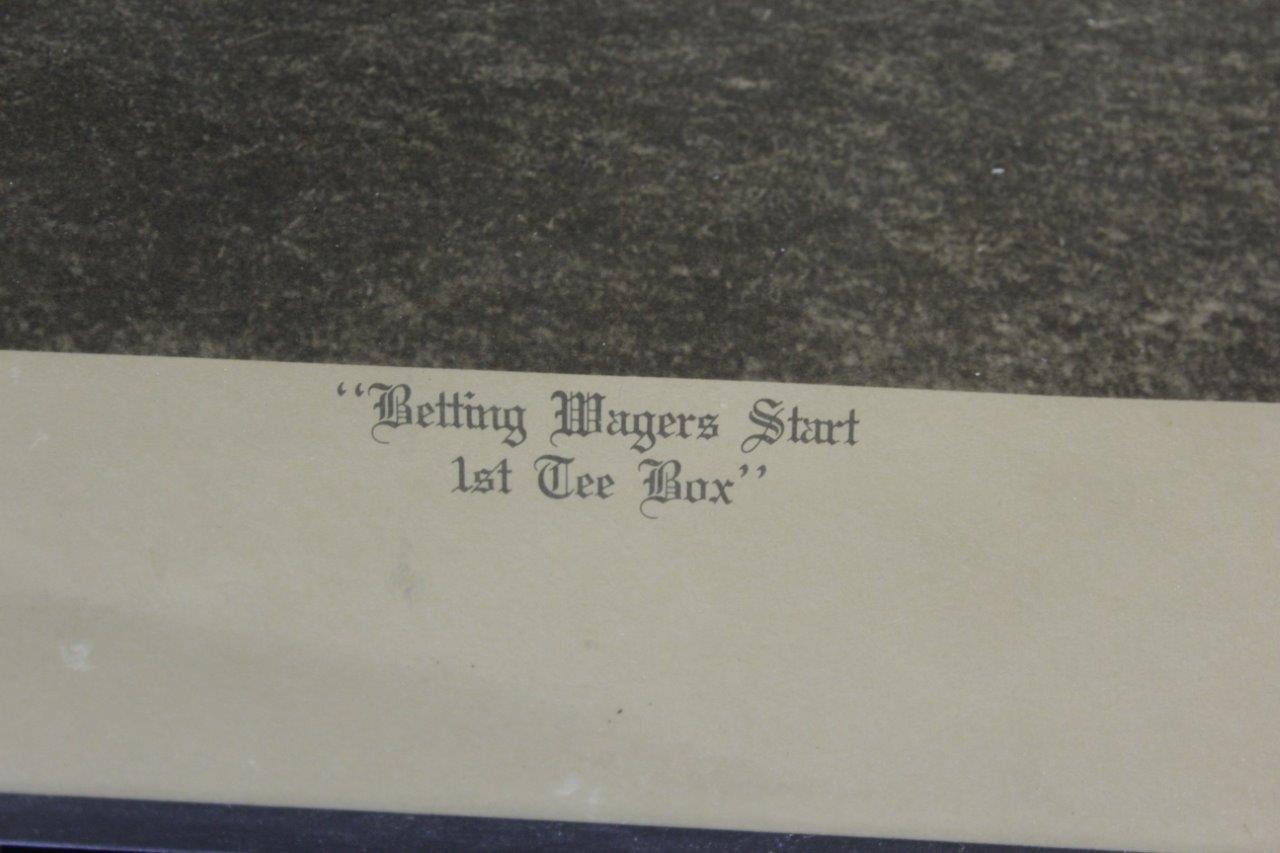 “Betting Wagers Start
1st Tee Box”